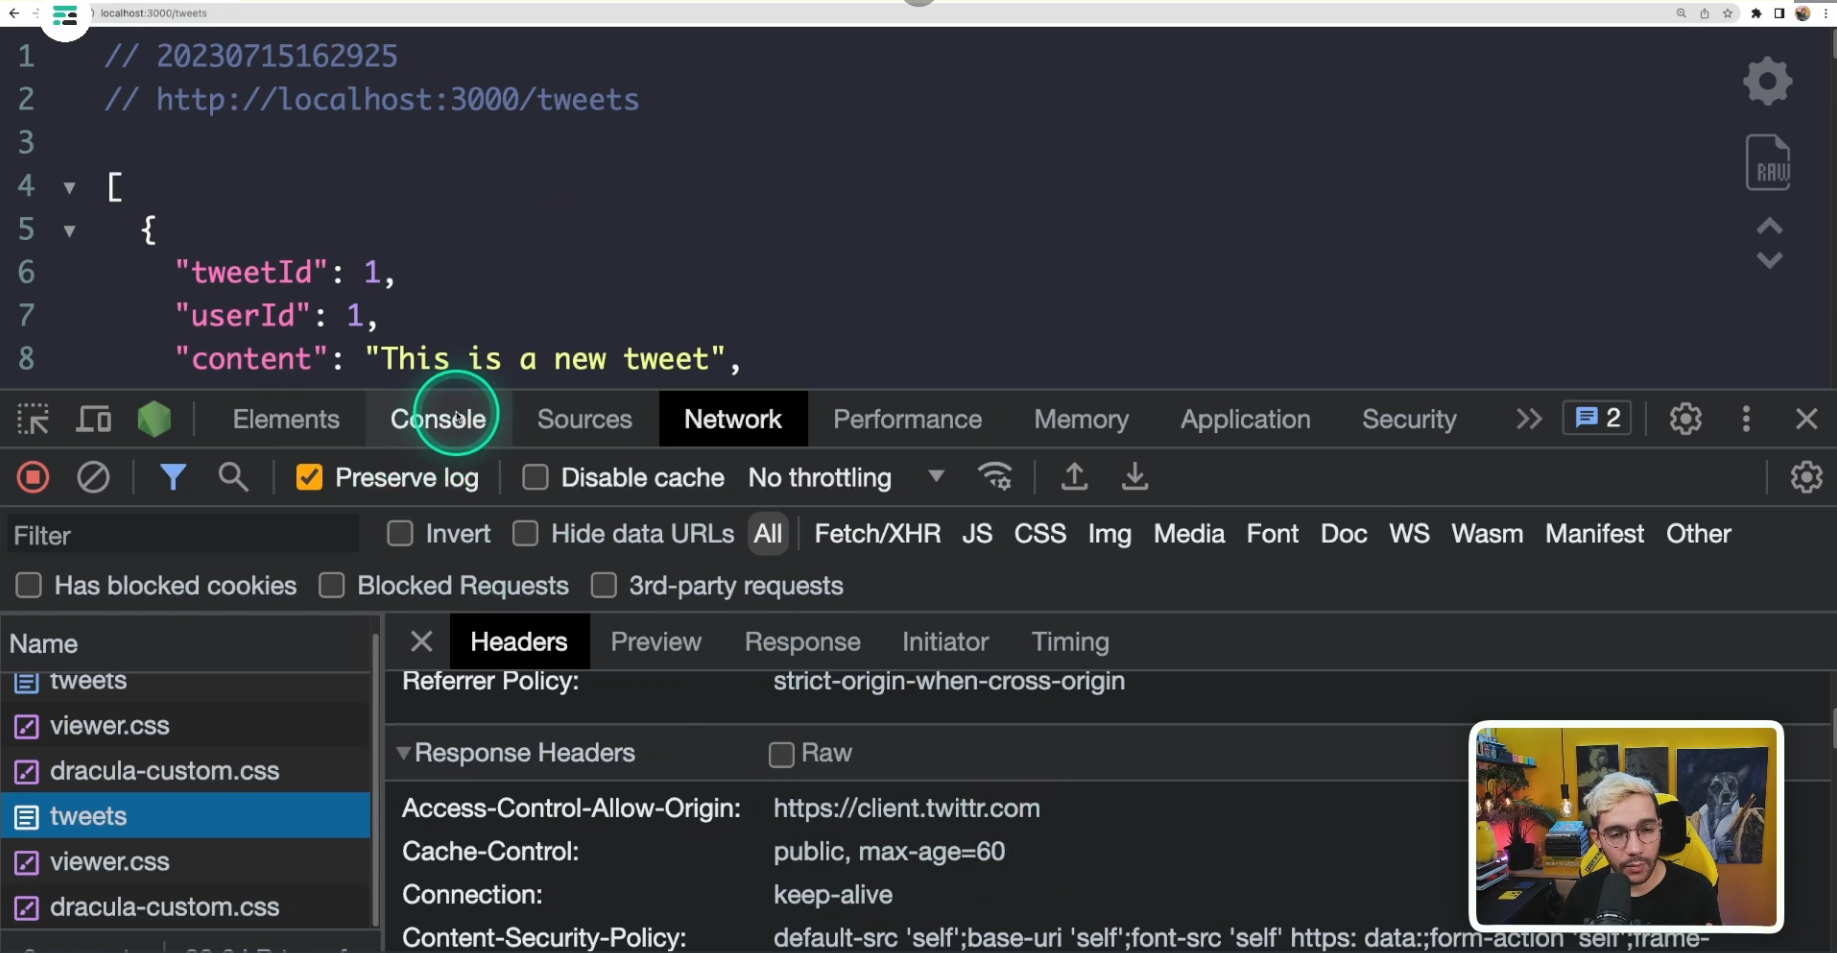 localhost:3000/tweets
1 // 20230715162925
2 // http://localhost:3000/tweets
3
4 [
5 {
6 "tweetId": 1,
7 "userId": 1,
8 "content": "This is a new tweet",
RAW
Elements Console Sources Network Performance Memory Application Security 2
Preserve log Disable cache No throttling
Filter Invert Hide data URLs All Fetch/XHR JS CSS Img Media Font Doc WS Wasm Manifest Other
Has blocked cookies Blocked Requests 3rd-party requests
Name
tweets
viewer.css
dracula-custom.css
tweets
viewer.css
dracula-custom.css
Headers Preview Response Initiator Timing
Referrer Policy: strict-origin-when-cross-origin
Response Headers Raw
Access-Control-Allow-Origin: https://client.twittr.com
Cache-Control: public, max-age=60
Connection: keep-alive
Content-Security-Policy: default-src 'self';base-uri 'self';font-src 'self' https: data:;form-action 'self';frame-